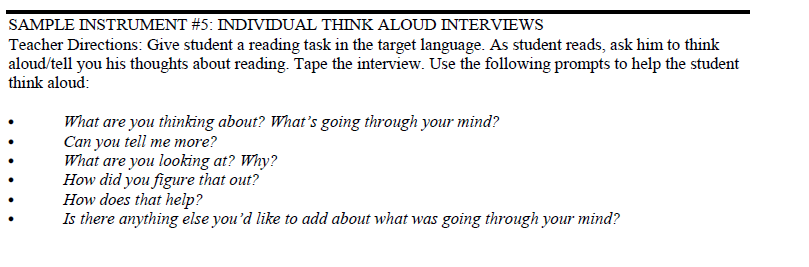 SAMPLE INSTRUMENT #5: INDIVIDUAL THINK ALOUD INTERVIEWS
Teacher Directions: Give student a reading task in the target language. As student reads, ask him to think
aloud/tell you his thoughts about reading. Tape the interview. Use the following prompts to help the student
think aloud:
• What are you thinking about? What's going through your mind?
• Can you tell me more?
• What are you looking at? Why?
• How did you figure that out?
• How does that help?
• Is there anything else you'd like to add about what was going through your mind?